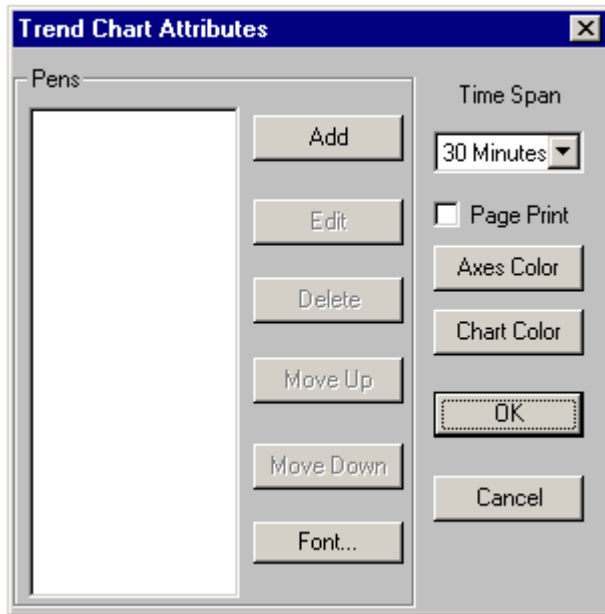 Trend Chart Attributes
Pens
Add
Edit
Delete
Move Up
Move Down
Font...
Time Span
30 Minutes
Page Print
Axes Color
Chart Color
OK
Cancel